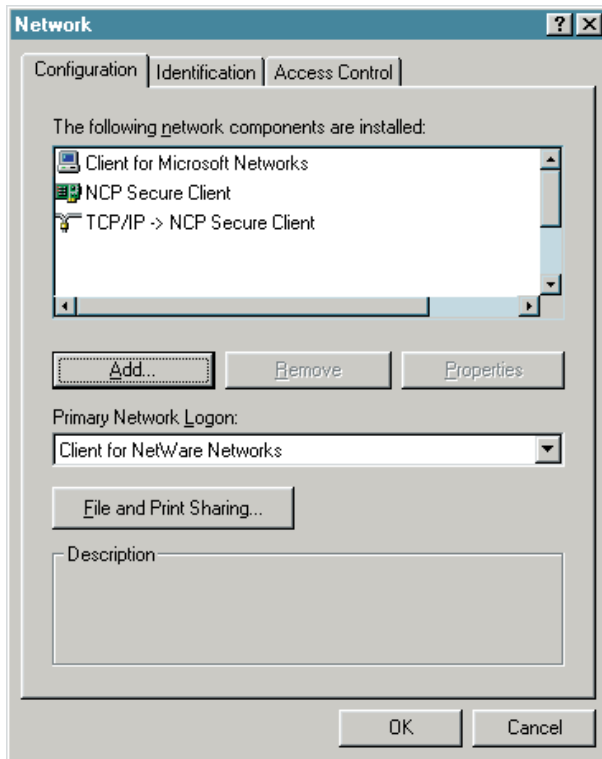 Network
Configuration Identification Access Control
The following network components are installed:
Client for Microsoft Networks
NCP Secure Client
TCP/IP -> NCP Secure Client
Add... Remove Properties
Primary Network Logon:
Client for NetWare Networks
File and Print Sharing...
Description
OK Cancel